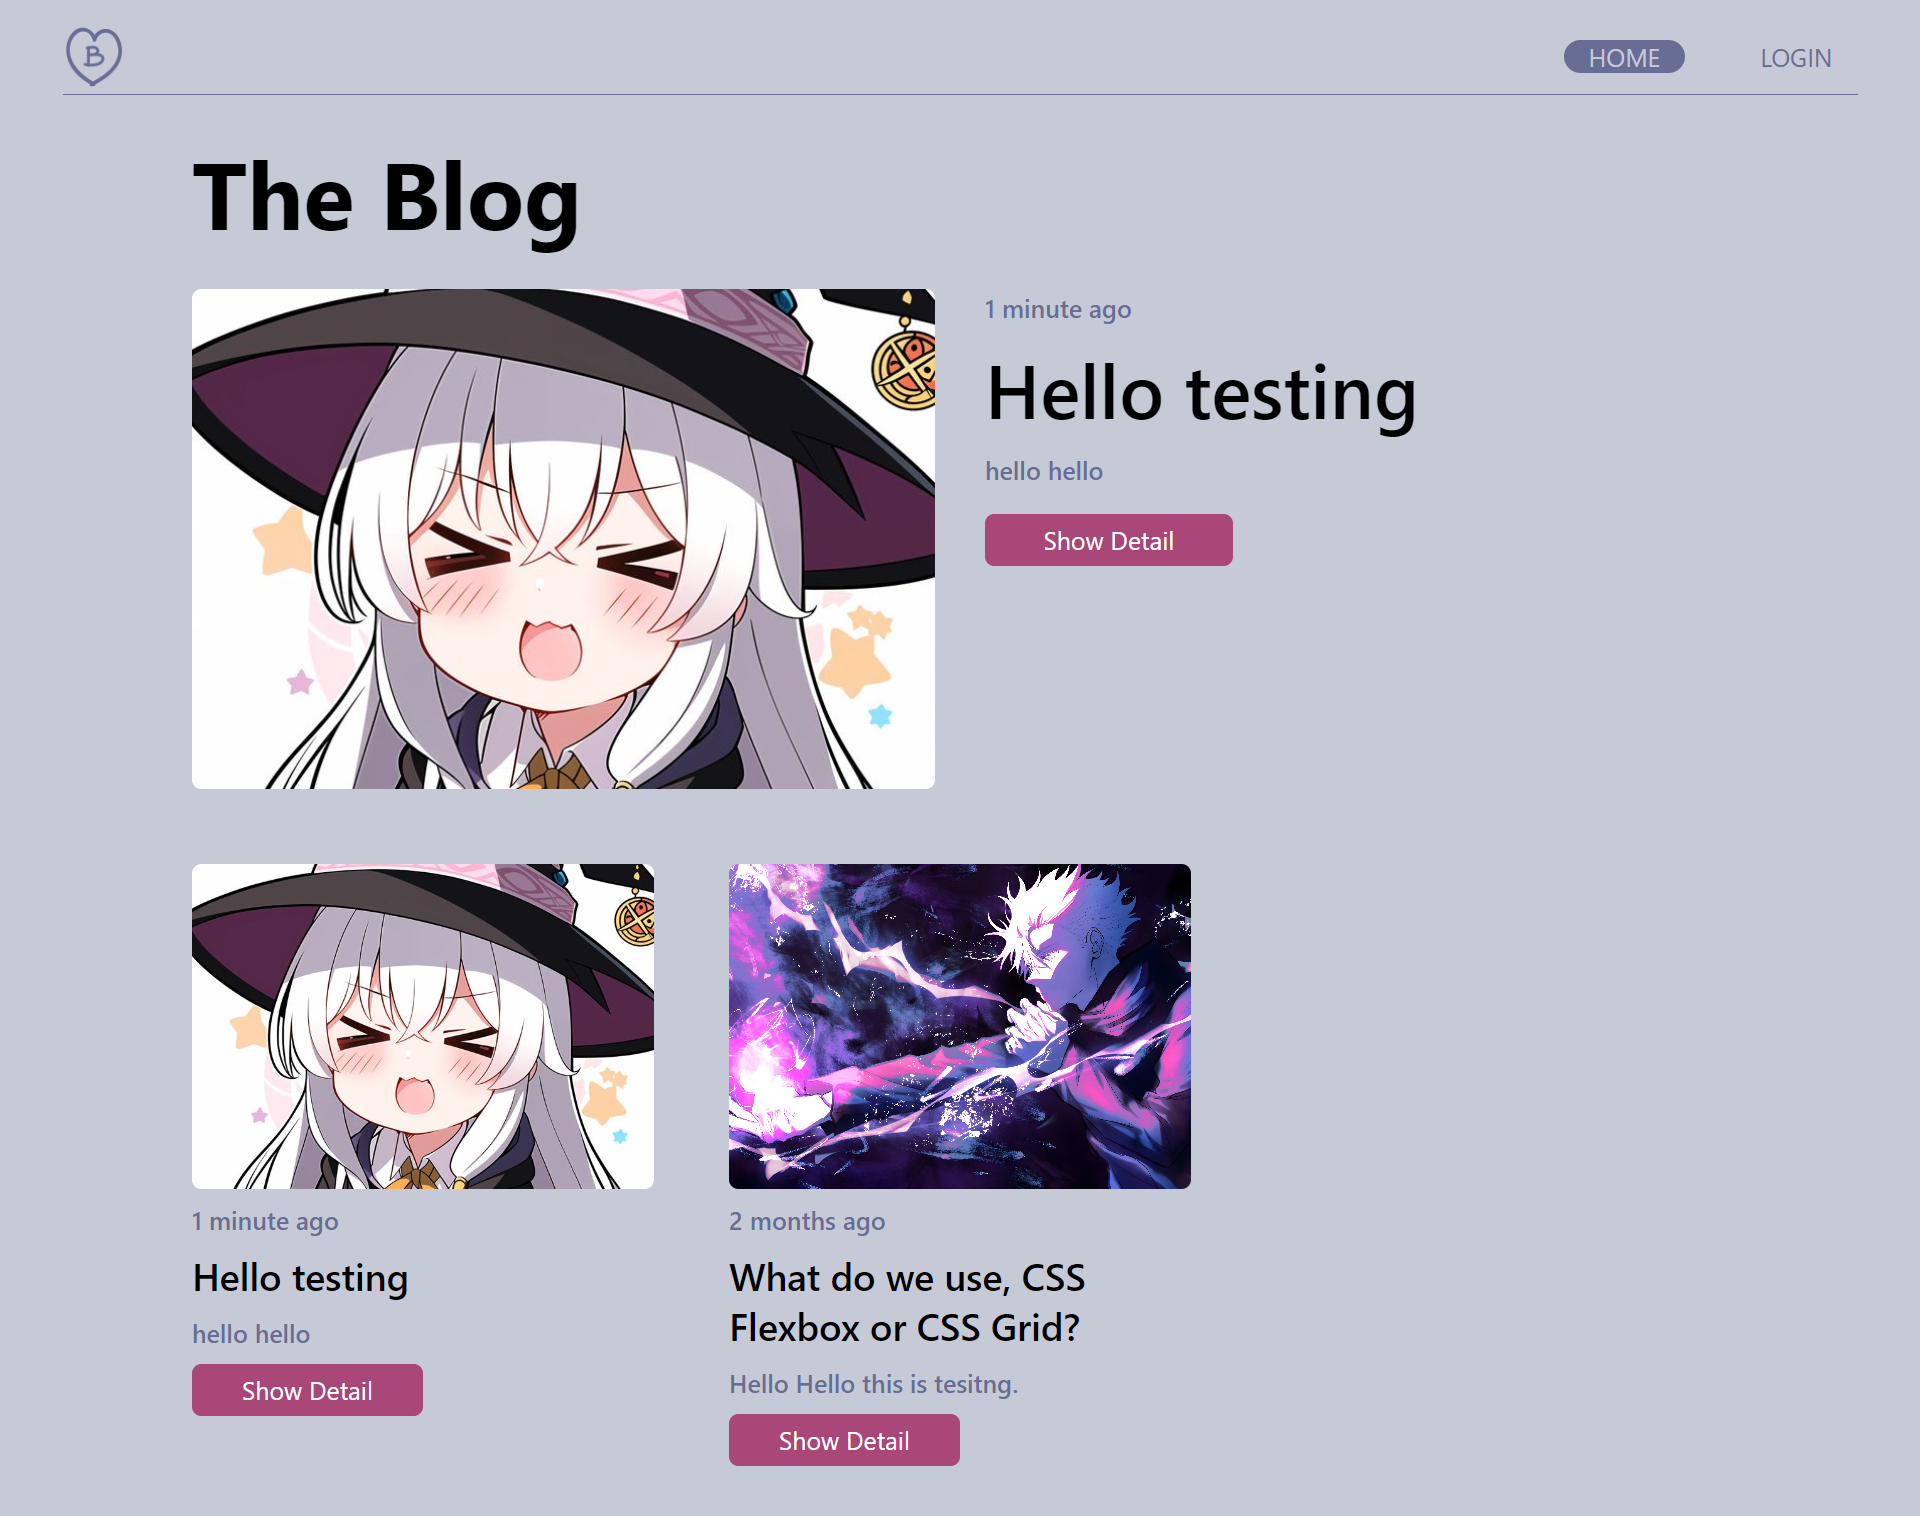 B
HOME
LOGIN
The Blog
1 minute ago
Hello testing
hello hello
Show Detail
1 minute ago
Hello testing
hello hello
Show Detail
2 months ago
What do we use, CSS
Flexbox or CSS Grid?
Hello Hello this is tesitng.
Show Detail